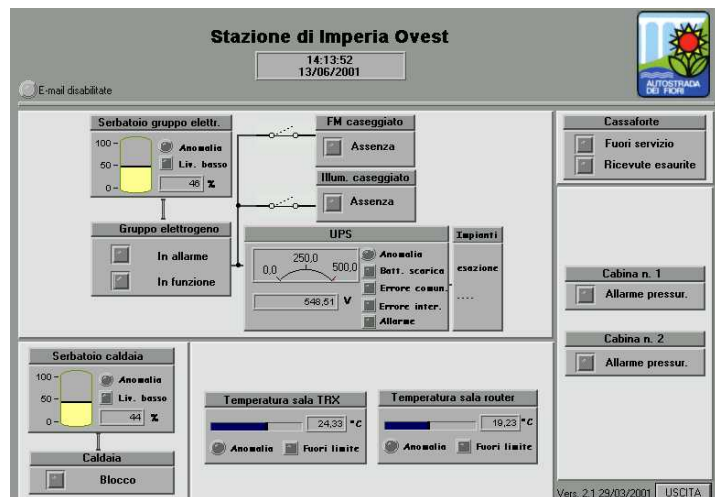 Stazione di Imperia Ovest
14:13:52
13/06/2001
E-mail disabilitate
AUTOSTRADA
DEI FIORI
Serbatoio gruppo elettr.
100
50
0
Anomalia
Liv. basso
46 %
FM caseggiato
Assenza
Illum. caseggiato
Assenza
Cassaforte
Fuori servizio
Ricevute esaurite
Gruppo elettrogeno
In allarme
In funzione
UPS
0,0 250,0 500,0
548,51 V
Anomalia
Batt. scarica
Errore comun.
Errore inter.
Allarme
Impianti
esazione
....
Cabina n. 1
Allarme pressur.
Cabina n. 2
Allarme pressur.
Serbatoio caldaia
100
50
0
Anomalia
Liv. basso
44 %
Caldaia
Blocco
Temperatura sala TRX
24,33 °C
Anomalia Fuori limite
Temperatura sala router
19,23 °C
Anomalia Fuori limite
Vers. 2.1 29/03/2001
USCITA